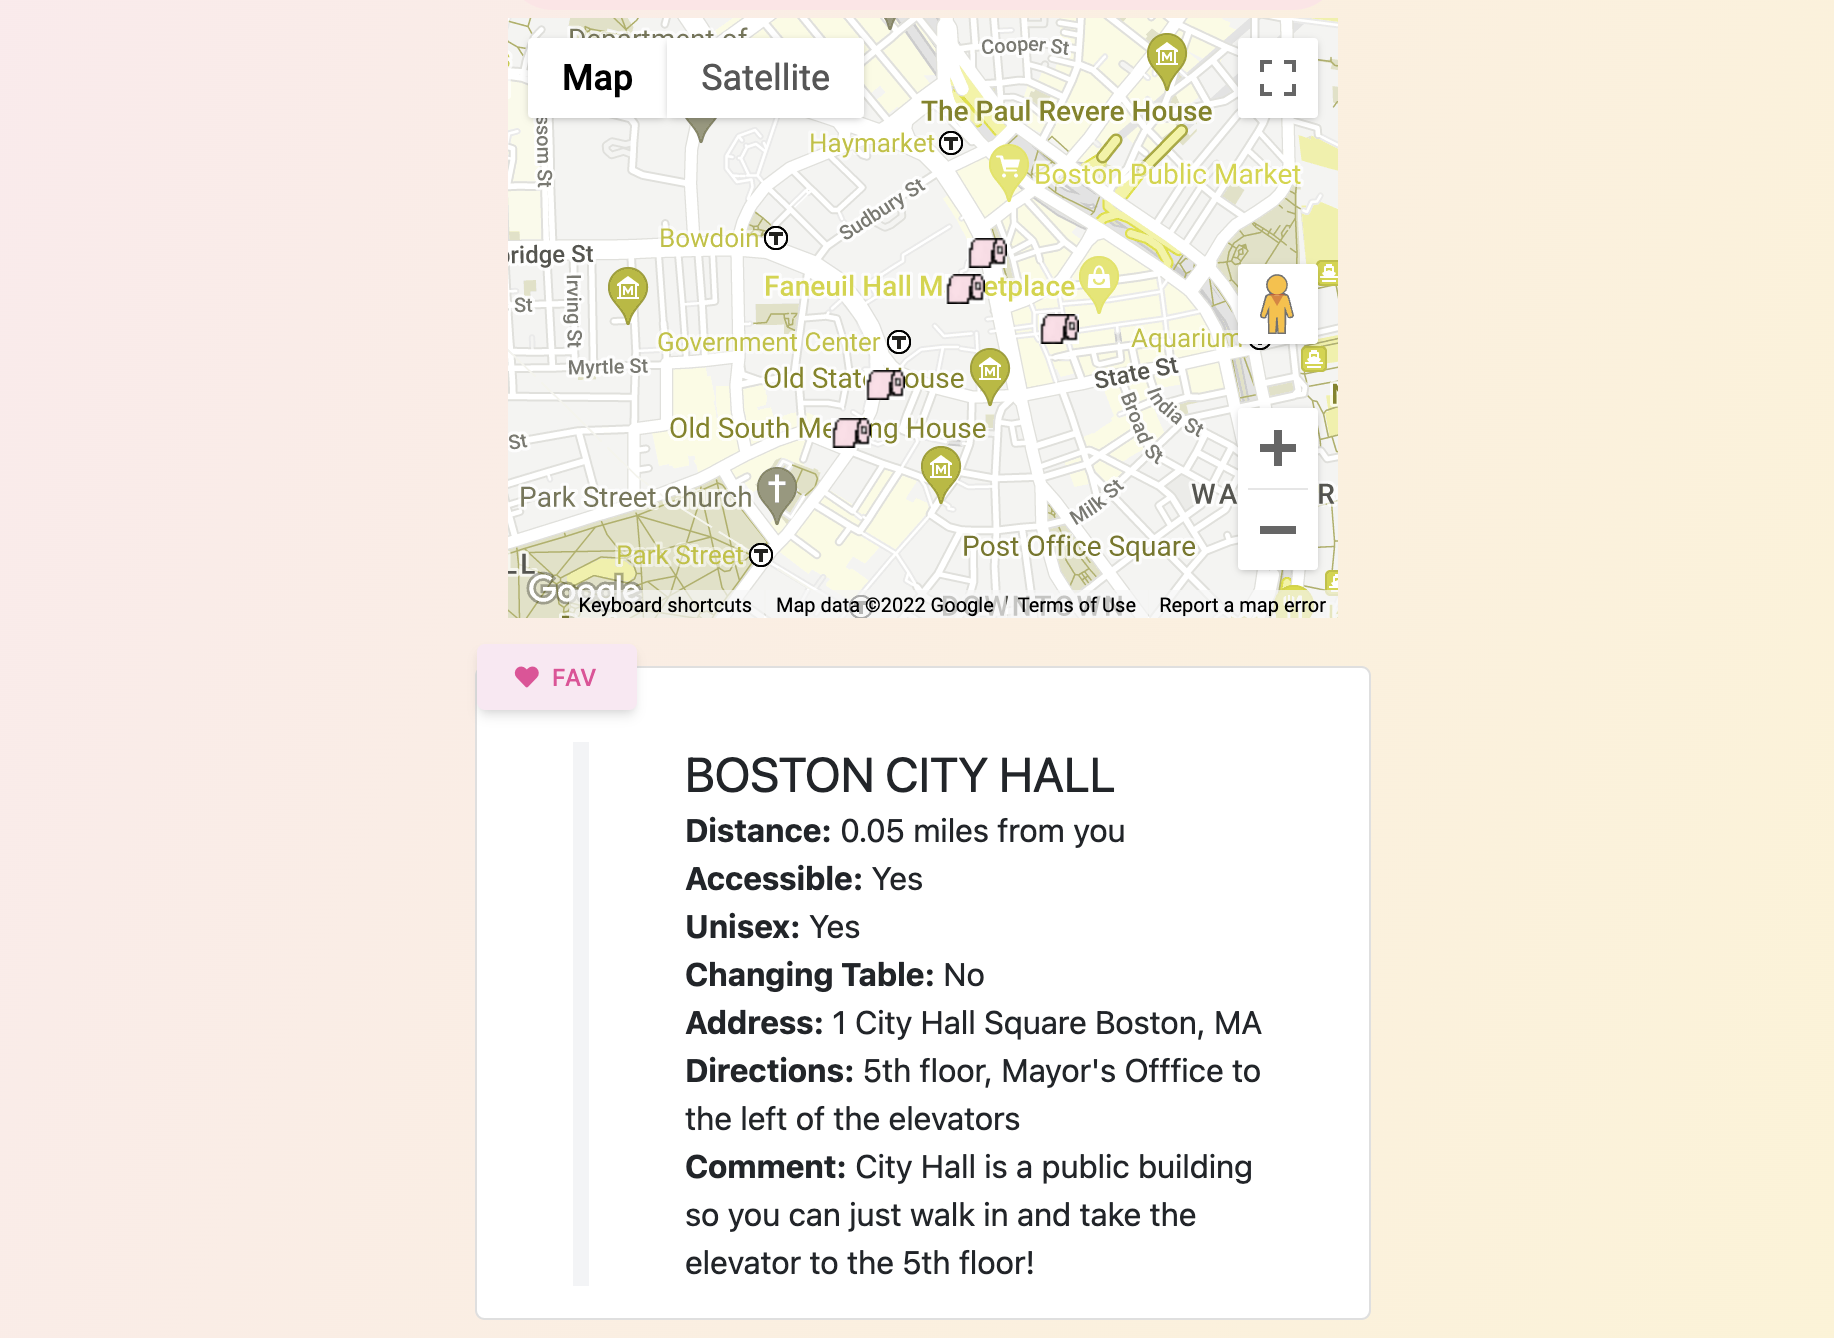 Department of
Map
Satellite
Cooper St
The Paul Revere House
Haymarket
T
ssom St
Boston Public Market
Sudbury St
Bowdoin
T
ridge St
Irving St
St
Faneuil Hall M etplace
Government Center
T
Aquarium
Myrtle St
Old State ouse
State St
India St
Broad St
Old South Me ng House
St
Park Street Church
Milk St
WA R
Post Office Square
Park Street
T
LL
Google
DOWNTOWN
Keyboard shortcuts
Map data ©2022 Google
Terms of Use
Report a map error
FAV
BOSTON CITY HALL
Distance: 0.05 miles from you
Accessible: Yes
Unisex: Yes
Changing Table: No
Address: 1 City Hall Square Boston, MA
Directions: 5th floor, Mayor's Offfice to
the left of the elevators
Comment: City Hall is a public building
so you can just walk in and take the
elevator to the 5th floor!